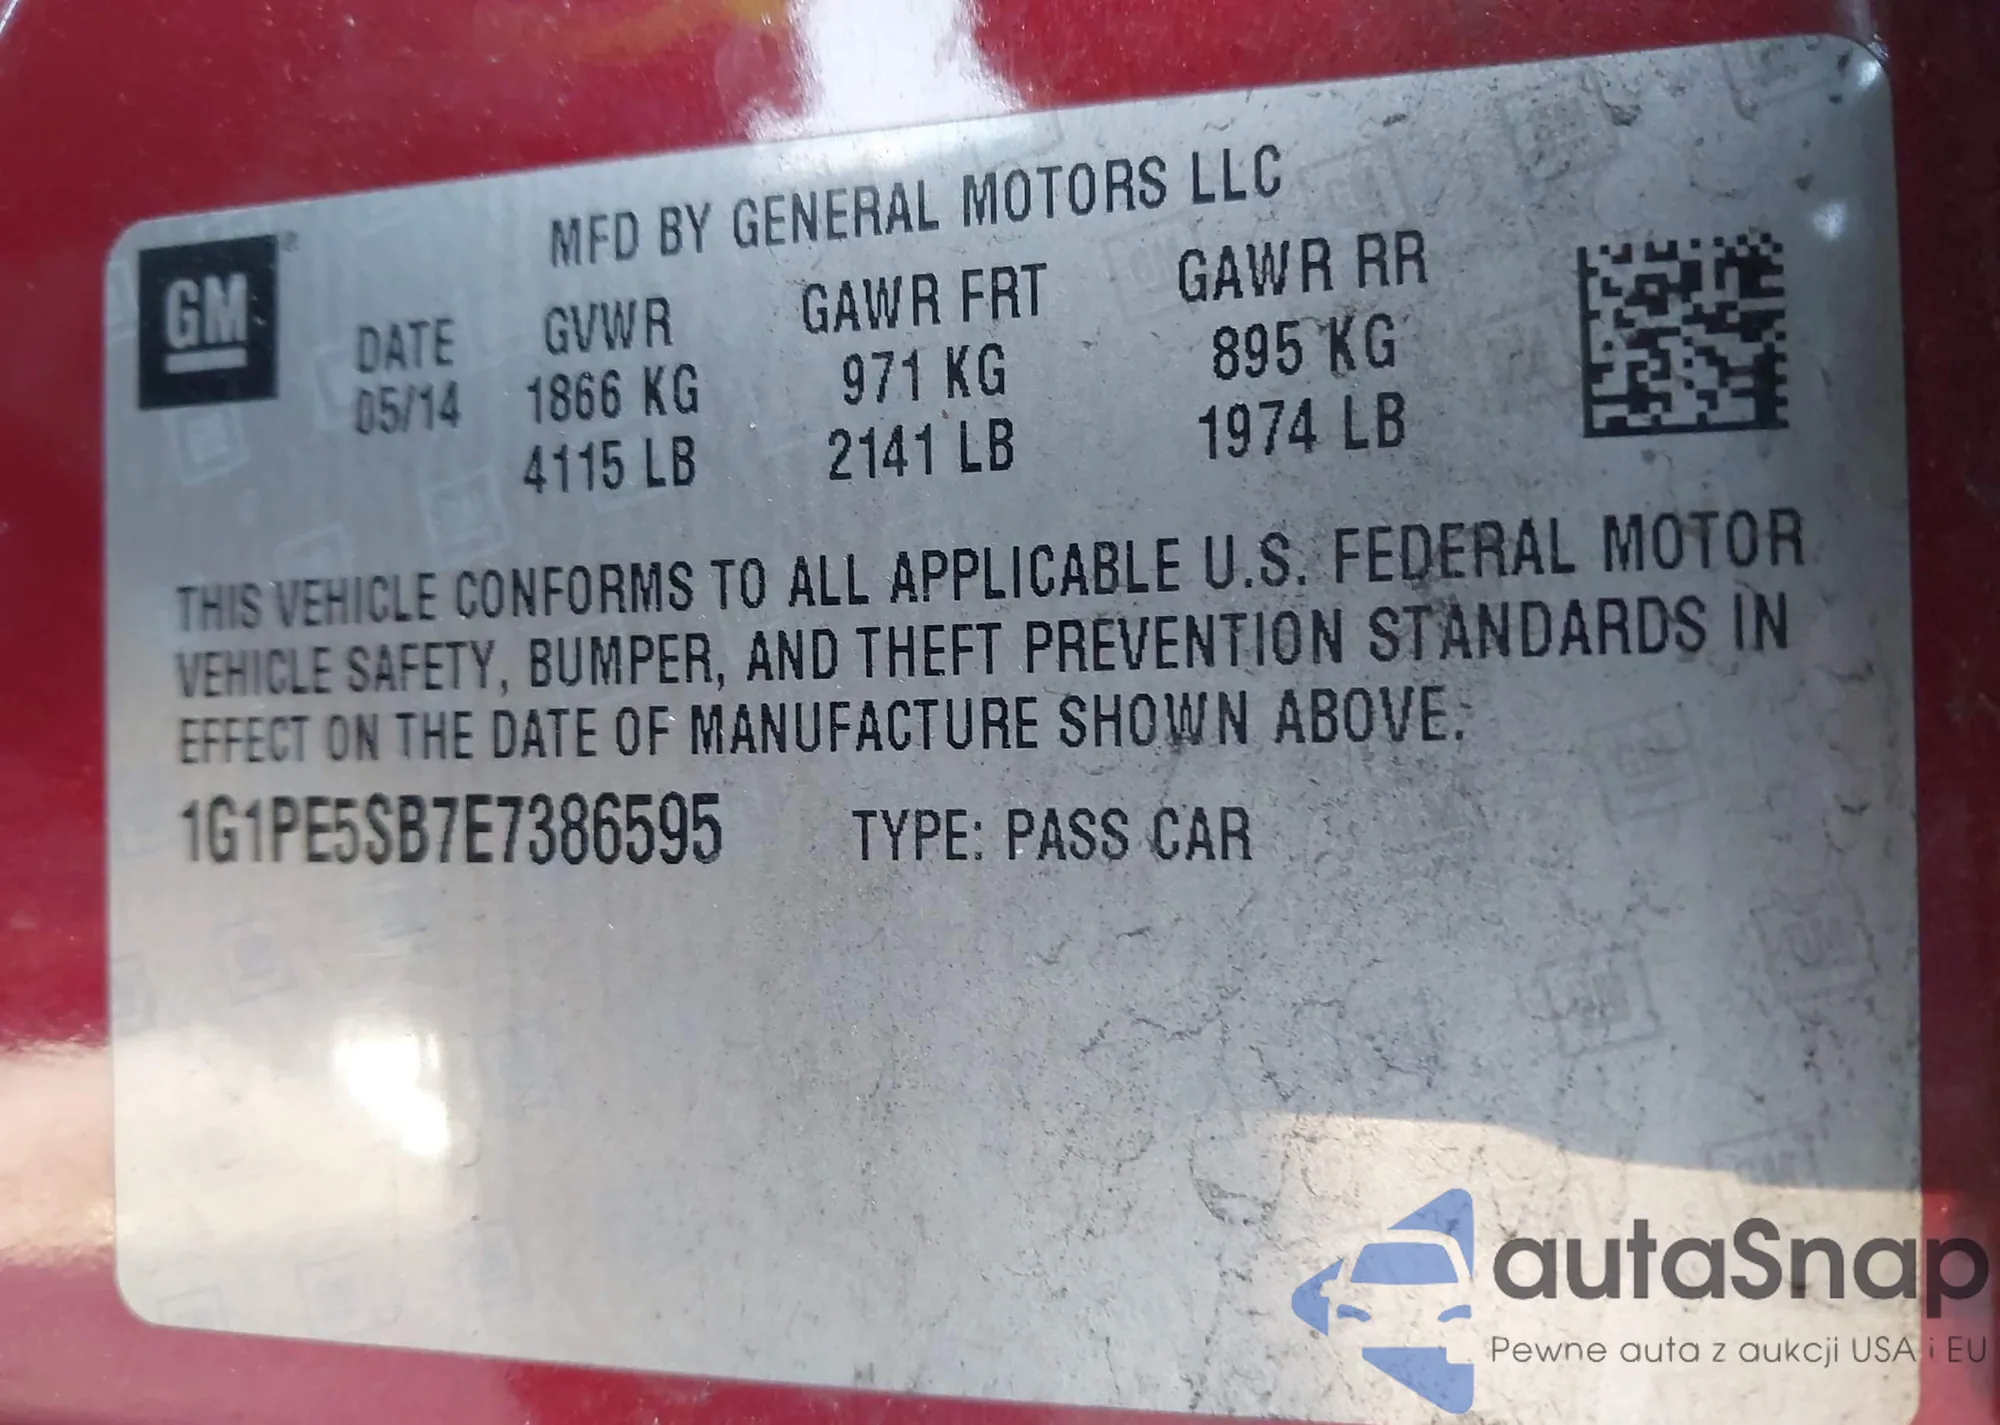 MFD BY GENERAL MOTORS LLC
GM
DATE GVWR GAWR FRT GAWR RR
05/14 1866 KG 971 KG 895 KG
4115 LB 2141 LB 1974 LB
THIS VEHICLE CONFORMS TO ALL APPLICABLE U.S. FEDERAL MOTOR
VEHICLE SAFETY, BUMPER, AND THEFT PREVENTION STANDARDS IN
EFFECT ON THE DATE OF MANUFACTURE SHOWN ABOVE.
1G1PE5SB7E7386595 TYPE: PASS CAR
autaSnap
Pewne auta z aukcji USA i EU